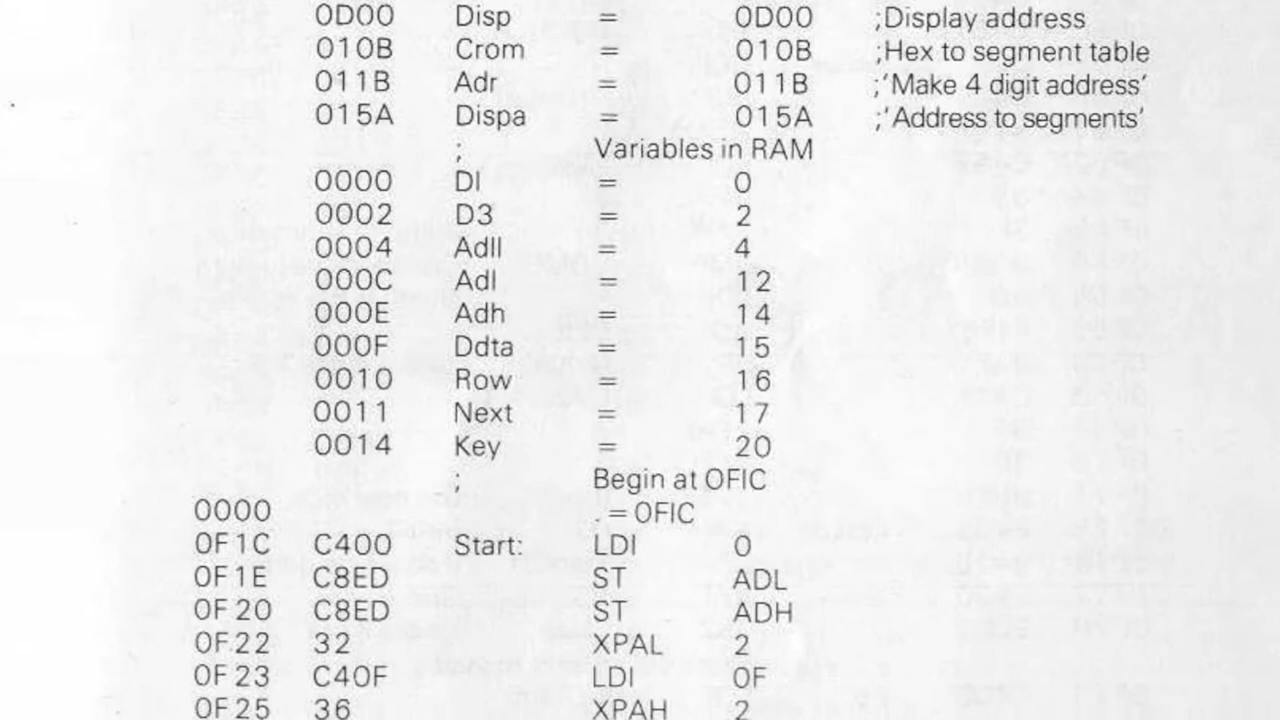 0D00 Disp = 0D00 ;Display address
010B Crom = 010B ;Hex to segment table
011B Adr = 011B ;'Make 4 digit address'
015A Dispa = 015A ;'Address to segments'
; Variables in RAM
0000 Dl = 0
0002 D3 = 2
0004 Adll = 4
000C Adl = 12
000E Adh = 14
000F Ddta = 15
0010 Row = 16
0011 Next = 17
0014 Key = 20
; Begin at OFIC
0000 . = OFIC
0F1C C400 Start: LDI 0
0F1E C8ED ST ADL
0F20 C8ED ST ADH
0F22 32 XPAL 2
0F23 C40F LDI 0F
0F25 36 XPAH 2